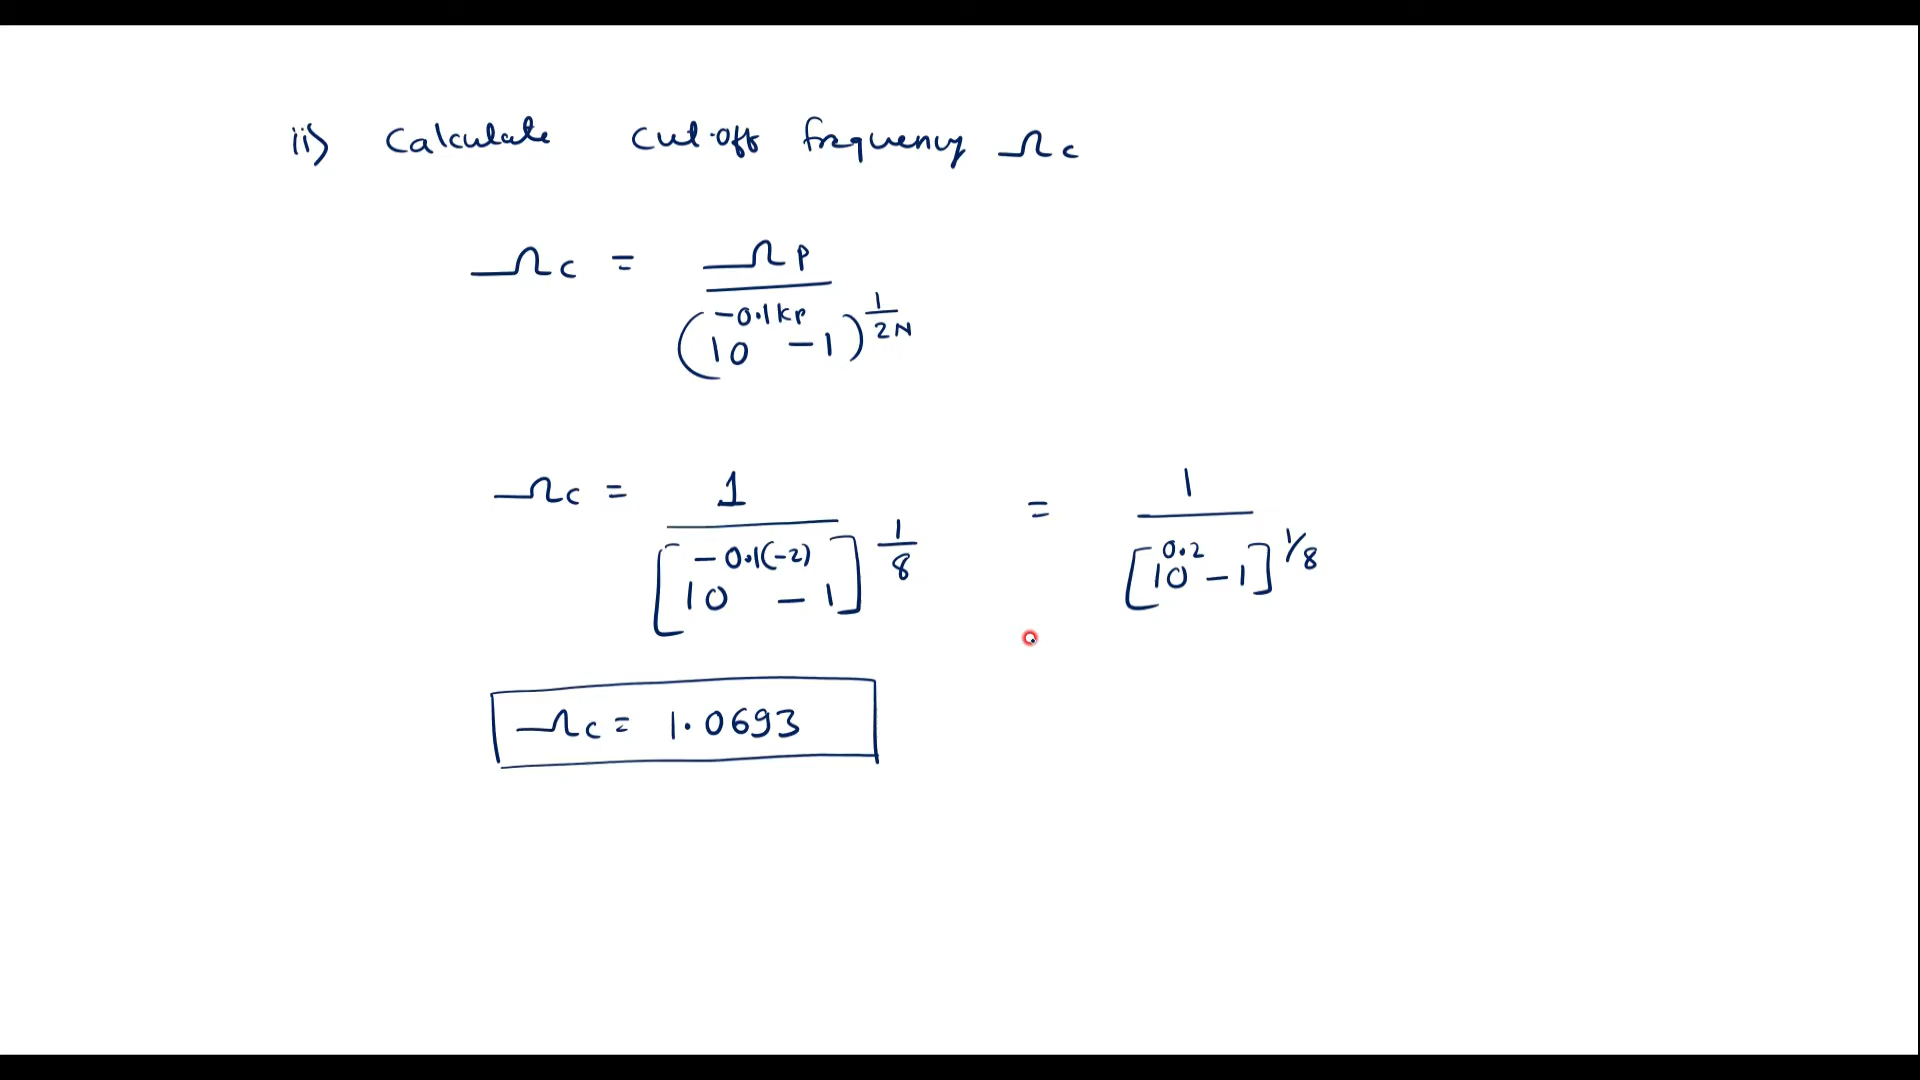 ii) Calculate cut-off frequency Ωc
Ωc = Ωp / (10^(-0.1kp) - 1)^(1/2N)
Ωc = 1 / [10^(-0.1(-2)) - 1]^(1/8) = 1 / [10^(0.2) - 1]^(1/8)
Ωc = 1.0693